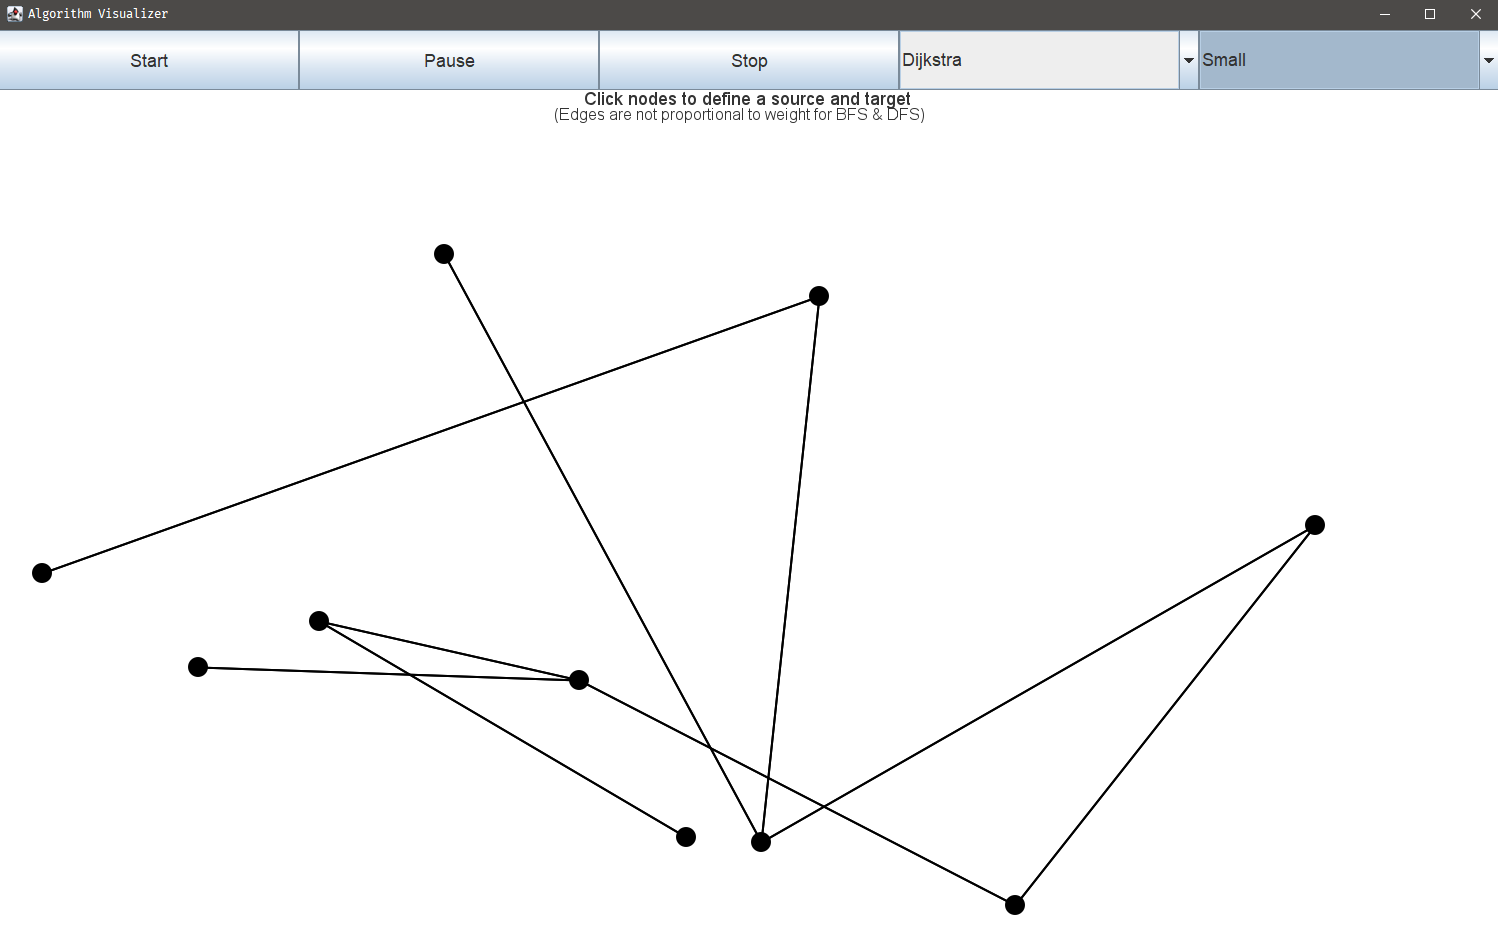 Algorithm Visualizer
Start Pause Stop Dijkstra Small
Click nodes to define a source and target
(Edges are not proportional to weight for BFS & DFS)